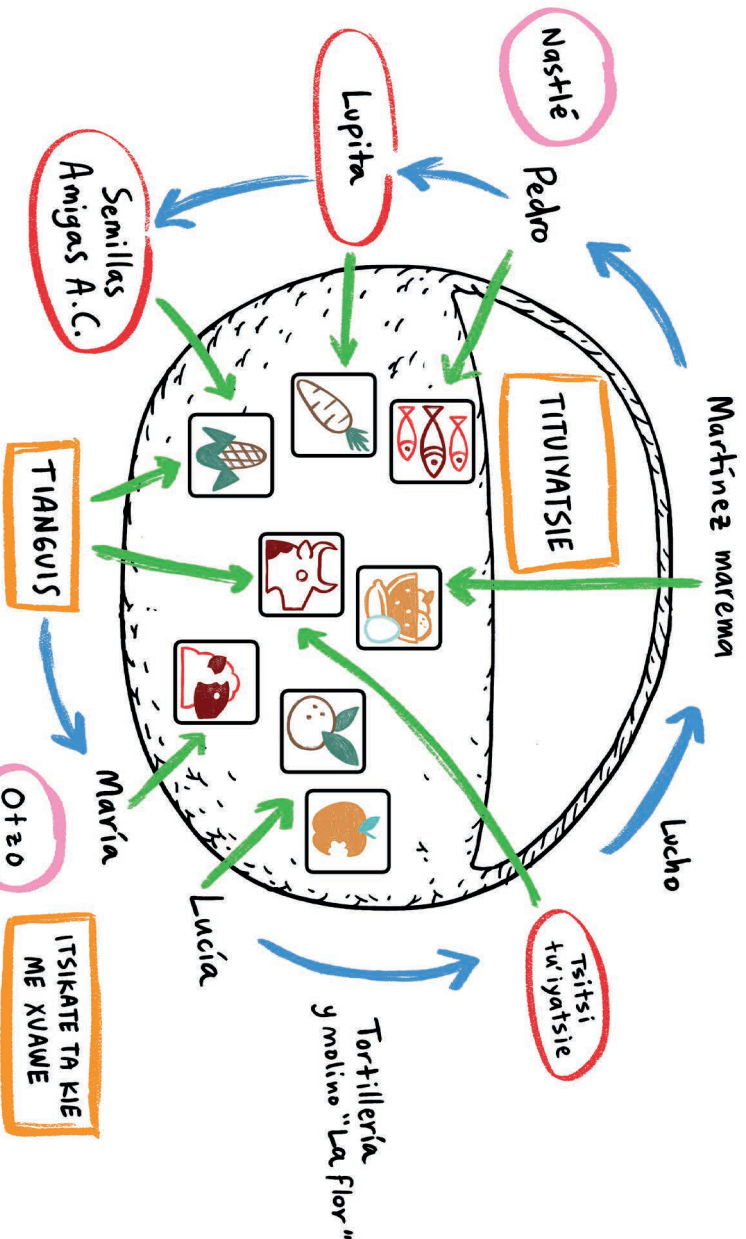 Martínez marema
Lucho
Nastlé
Pedro
TITUIYATSIE
Tsitsi
tu'iyatsie
Lupita
Tortillería
y molino "La flor"
Lucía
Semillas
Amigas A.C.
María
TIANGUIS
Otzo
ITSIKATE TA KIE
ME XUAWE